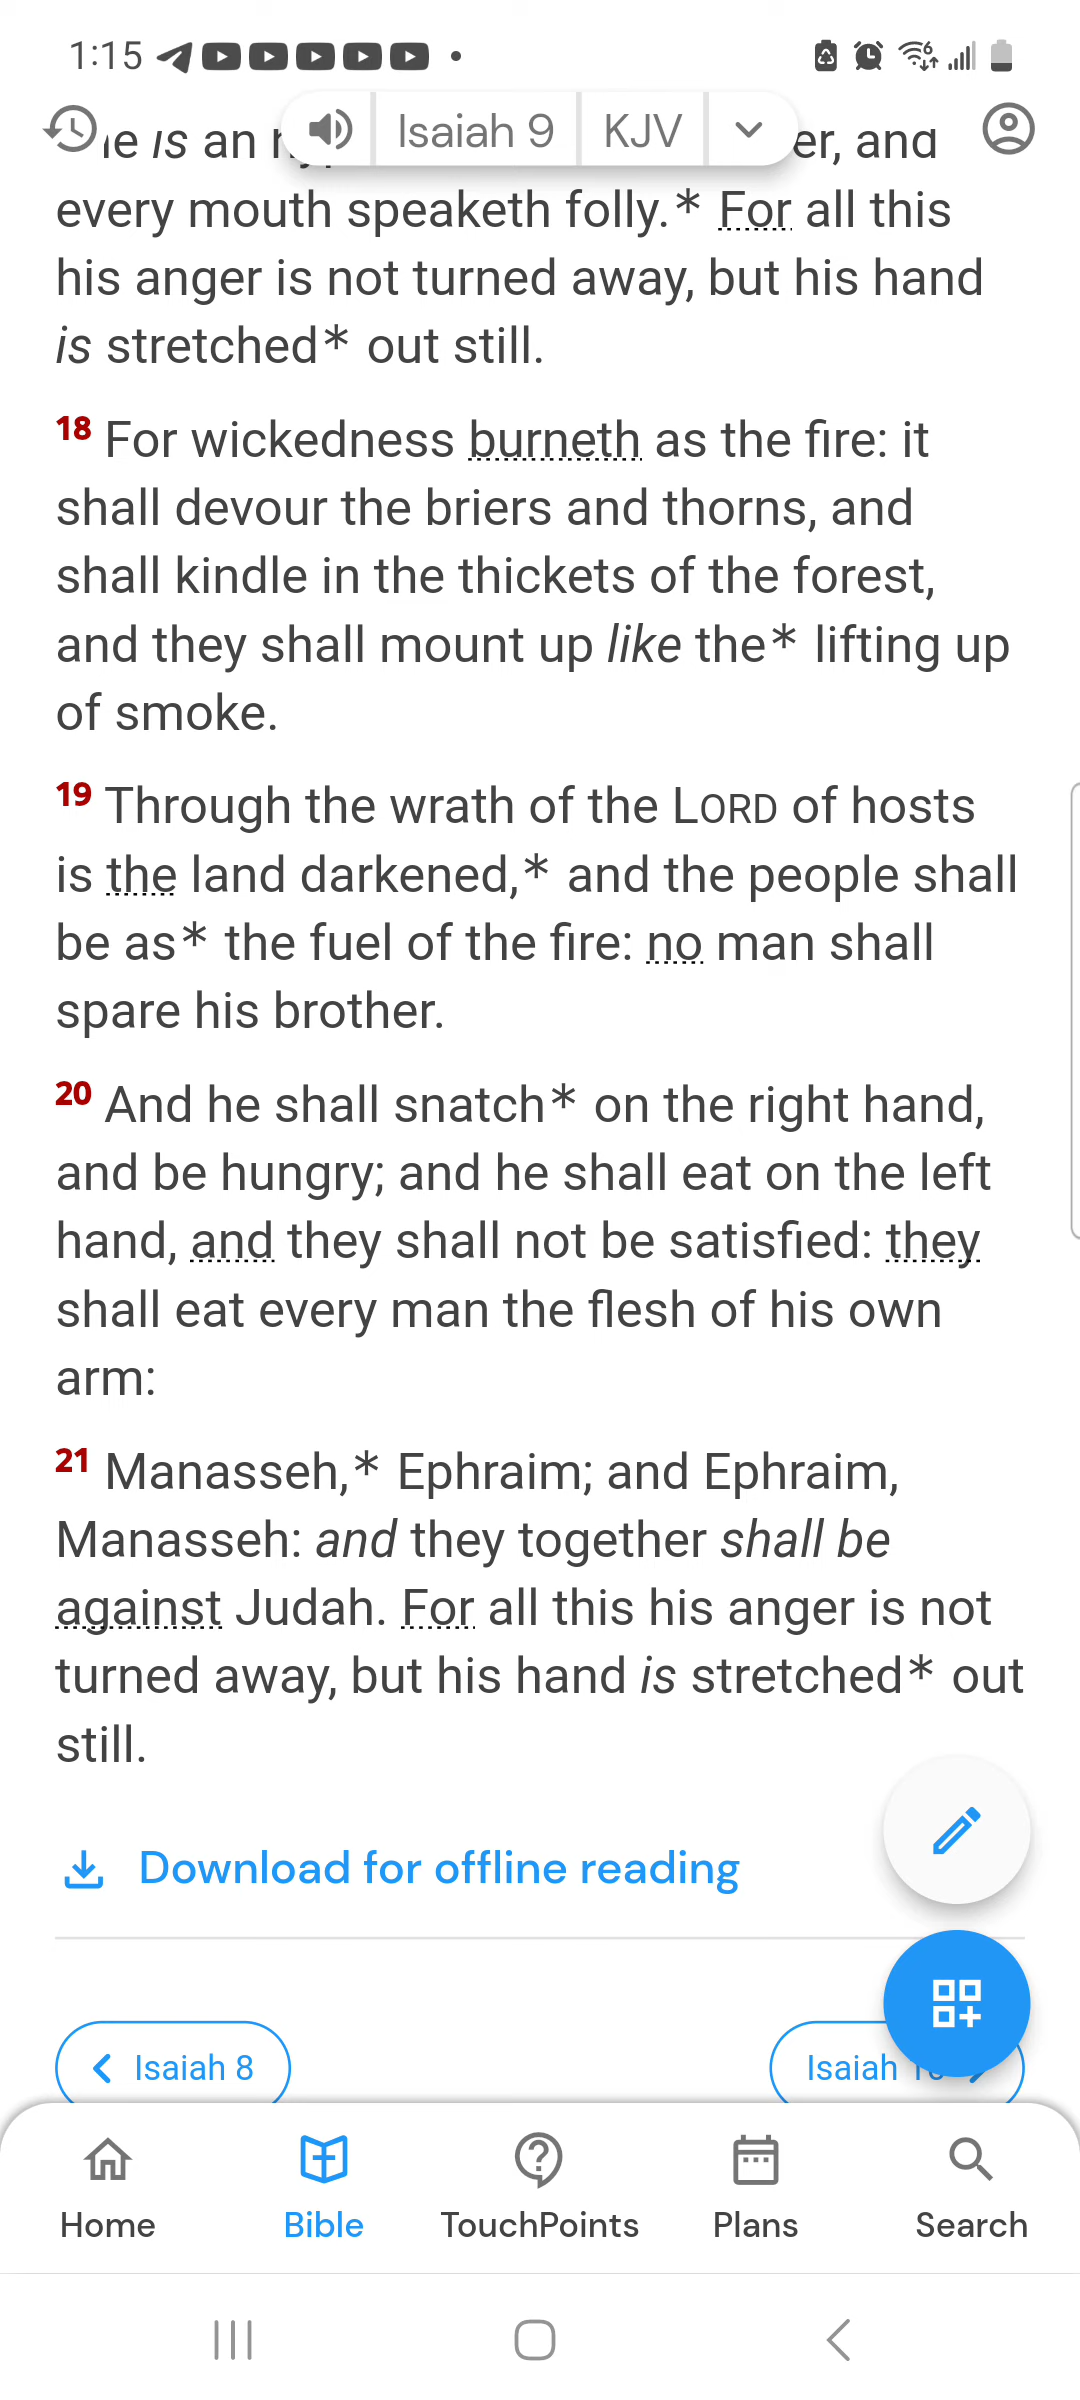 1:15
Isaiah 9 KJV
is an er, and
every mouth speaketh folly.* For all this
his anger is not turned away, but his hand
is stretched* out still.
18 For wickedness burneth as the fire: it
shall devour the briers and thorns, and
shall kindle in the thickets of the forest,
and they shall mount up like the* lifting up
of smoke.
19 Through the wrath of the LORD of hosts
is the land darkened,* and the people shall
be as* the fuel of the fire: no man shall
spare his brother.
20 And he shall snatch* on the right hand,
and be hungry; and he shall eat on the left
hand, and they shall not be satisfied: they
shall eat every man the flesh of his own
arm:
21 Manasseh,* Ephraim; and Ephraim,
Manasseh: and they together shall be
against Judah. For all this his anger is not
turned away, but his hand is stretched* out
still.
Download for offline reading
Isaiah 8 Isaiah
Home Bible TouchPoints Plans Search